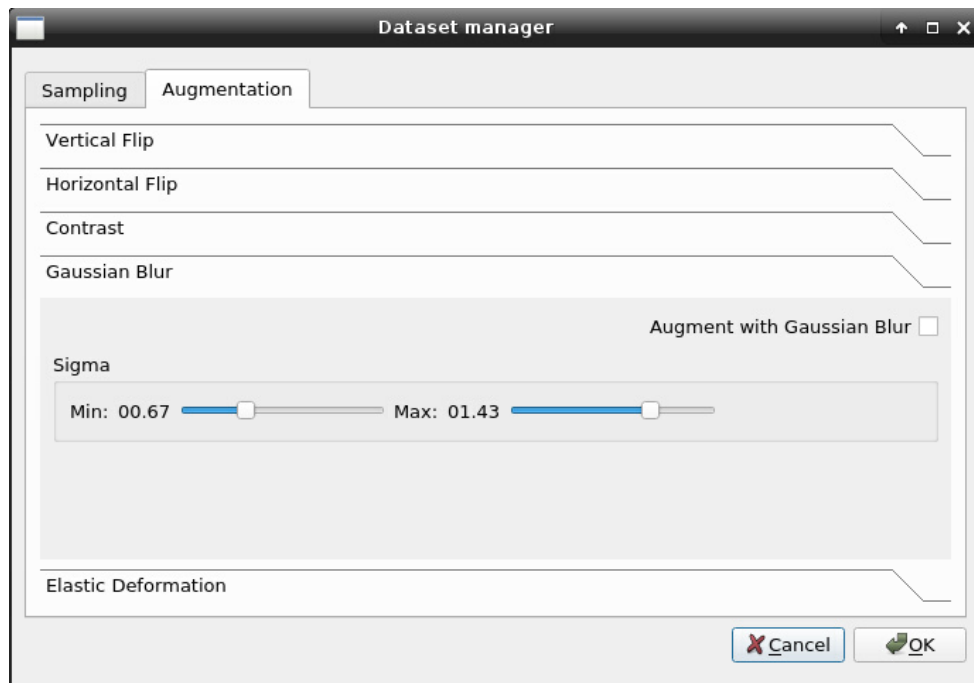 Dataset manager
Sampling Augmentation
Vertical Flip
Horizontal Flip
Contrast
Gaussian Blur
Augment with Gaussian Blur
Sigma
Min: 00.67 Max: 01.43
Elastic Deformation
Cancel OK